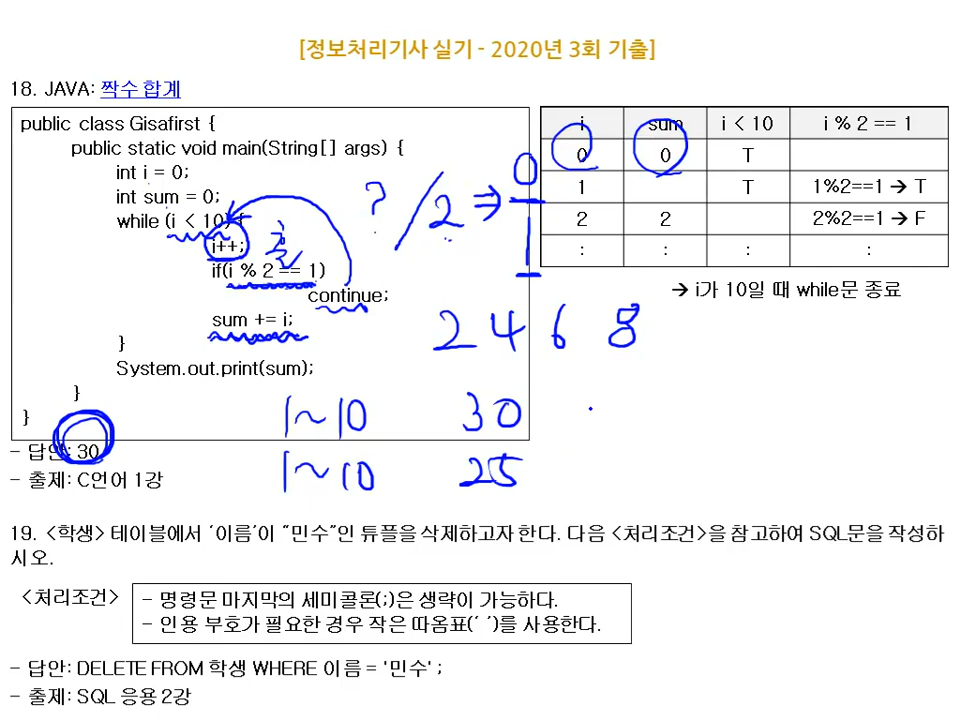 [정보처리기사 실기 - 2020년 3회 기출]
18. JAVA: 짝수 합계
public class Gisafirst {
public static void main(String[] args) {
int i = 0;
int sum = 0;
while (i < 10) {
i++;
if(i % 2 == 1)
continue;
sum += i;
}
System.out.print(sum);
}
}
i sum i < 10 i % 2 == 1
0 0 T
1 T 1%2==1 → T
2 2 2%2==1 → F
: : : :
→ i가 10일 때 while문 종료
? / 2 ⇒ 0
1
홀
2 4 6 8
1~10 30
1~10 25
- 답안: 30
- 출제: C언어 1강
19. <학생> 테이블에서 '이름'이 "민수"인 튜플을 삭제하고자 한다. 다음 <처리조건>을 참고하여 SQL문을 작성하
시오.
<처리조건>
- 명령문 마지막의 세미콜론(;)은 생략이 가능하다.
- 인용 부호가 필요한 경우 작은 따옴표(' ')를 사용한다.
- 답안: DELETE FROM 학생 WHERE 이름 = '민수' ;
- 출제: SQL 응용 2강